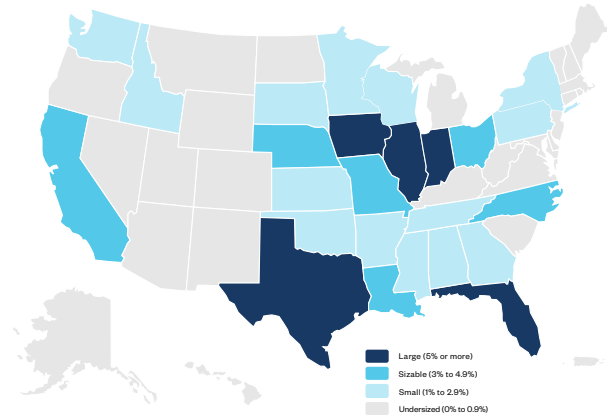 Large (5% or more)
Sizable (3% to 4.9%)
Small (1% to 2.9%)
Undersized (0% to 0.9%)